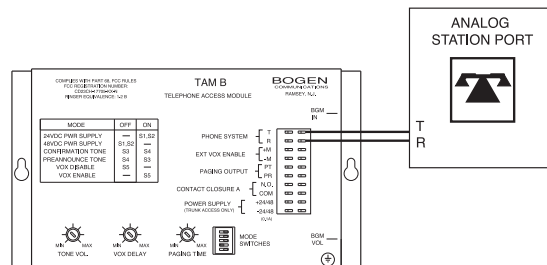 ANALOG
STATION PORT
T
R
COMPLIES WITH PART 68, FCC RULES
FCC REGISTRATION NUMBER:
RINGER EQUIVALENCE: 1.2 B
TAM B
TELEPHONE ACCESS MODULE
BOGEN
COMMUNICATIONS
RAMSEY, N.J.
BGM
IN
MODE OFF ON
24VDC PWR SUPPLY — S1,S2
48VDC PWR SUPPLY S1,S2 —
CONFIRMATION TONE S3 S4
PREANNOUNCE TONE S4 S3
VOX DISABLE S5 —
VOX ENABLE — S5
PHONE SYSTEM T
R
EXT VOX ENABLE +M
-M
PAGING OUTPUT PT
PR
CONTACT CLOSURE A N.O.
COM
POWER SUPPLY +24/48
(TRUNK ACCESS ONLY) -24/48
MIN MAX
TONE VOL.
MIN MAX
VOX DELAY
MIN MAX
PAGING TIME
MODE
SWITCHES
BGM
VOL